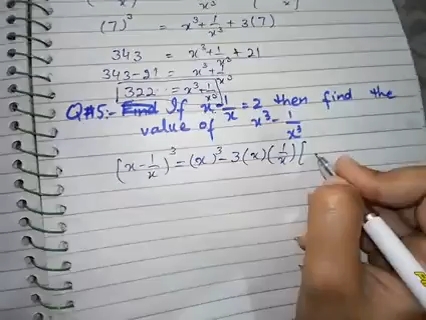 (7)³ = x³ + 1/x³ + 3(7)
343 = x³ + 1/x³ + 21
343 - 21 = x³ + 1/x³
322 = x³ + 1/x³
Q#5:- If x - 1/x = 2 then find the
value of x³ - 1/x³
[x - 1/x]³ = (x)³ - 3(x)(1/x)[